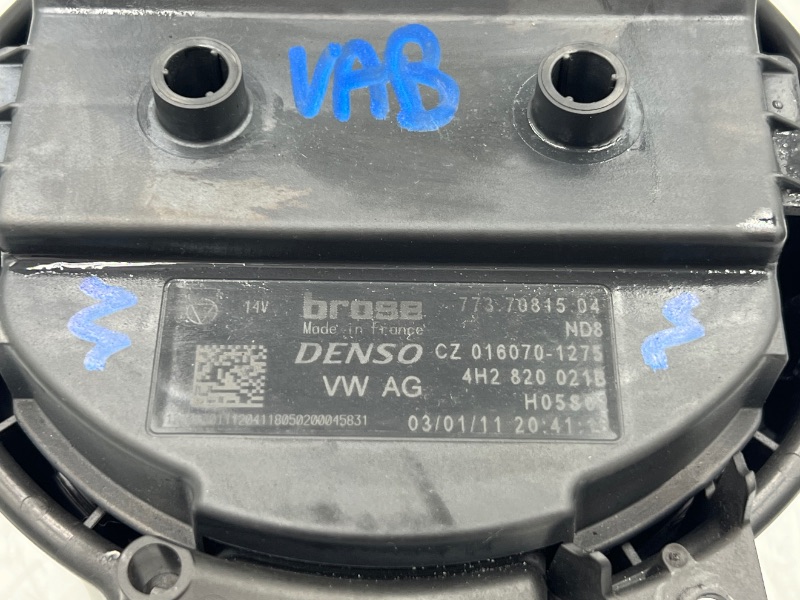 VAB
14V brose 773.70815.04
Made in France ND8
DENSO CZ 016070-1275
VW AG 4H2 820 021B
03/01/11 20:41: